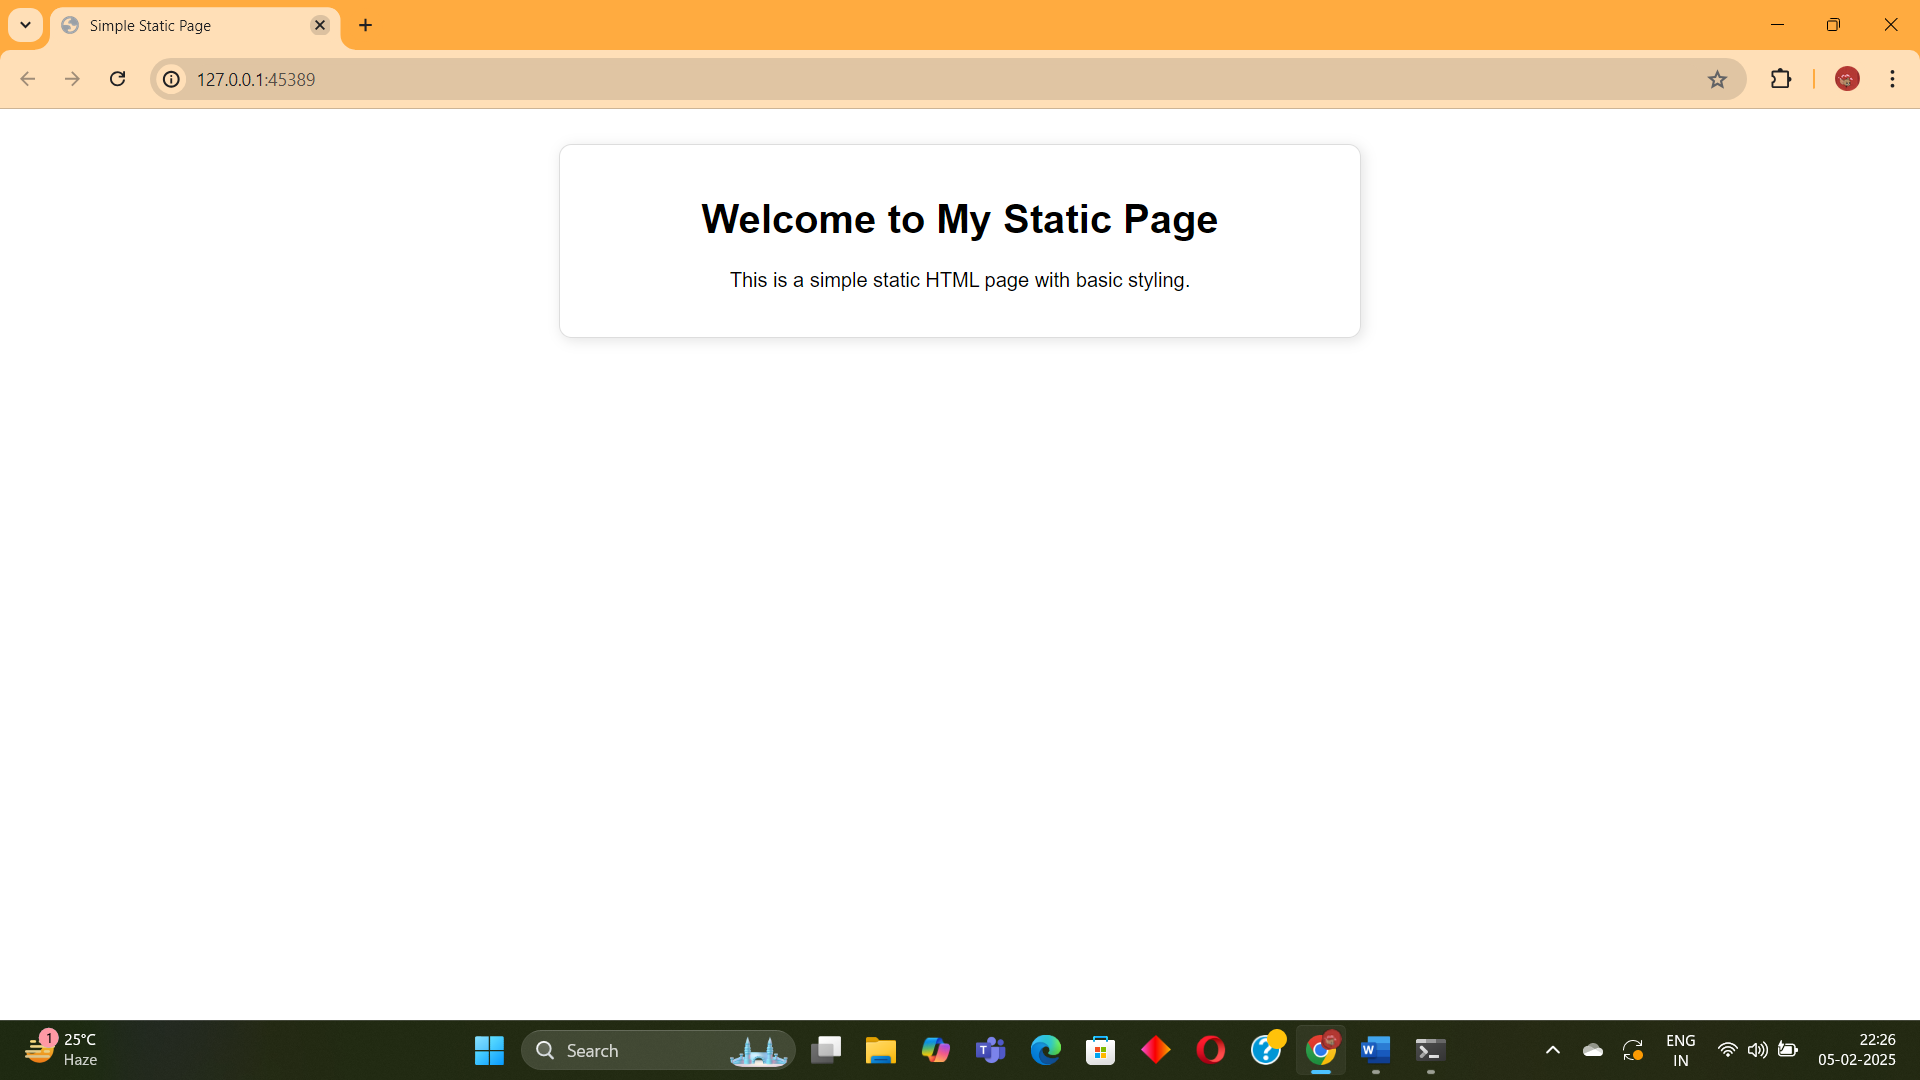 Simple Static Page
127.0.0.1:45389
Welcome to My Static Page
This is a simple static HTML page with basic styling.
1
25°C
Haze
Search
T
?
W
ENG
IN
22:26
05-02-2025